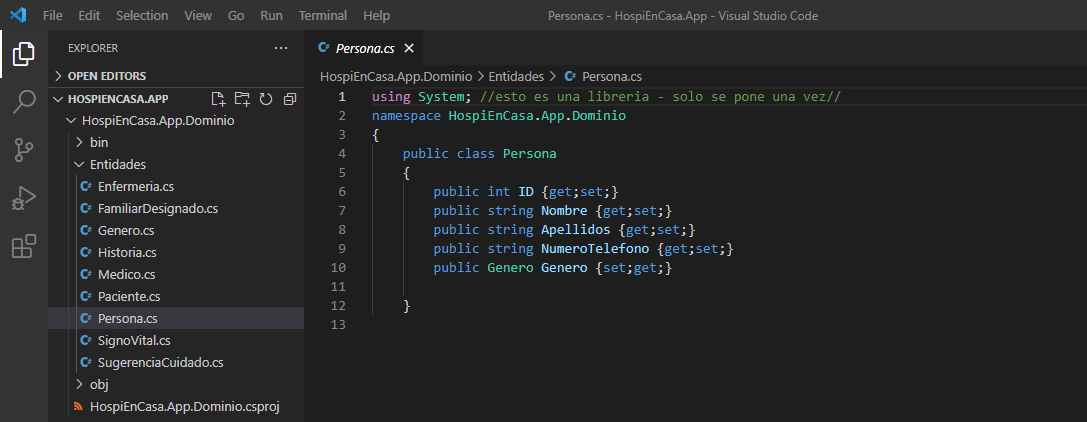 File Edit View Go Run Terminal Help Persona.cs - HospiEnCasa.App - Visual Studio Code
EXPLORER
OPEN EDITORS
HOSPIENCASA.APP
HospiEnCasa.App.Dominio
bin
Entidades
C# Enfermeria.cs
C# FamiliarDesignado.cs
C# Genero.cs
C# Historia.cs
C# Medico.cs
C# Paciente.cs
C# Persona.cs
C# SignoVital.cs
C# SugerenciaCuidado.cs
obj
HospiEnCasa.App.Dominio.csproj
C# Persona.cs
HospiEnCasa.App.Dominio > Entidades > C# Persona.cs
1 using System; //esto es una libreria - solo se pone una vez//
2 namespace HospiEnCasa.App.Dominio
3 {
4 public class Persona
5 {
6 public int ID {get;set;}
7 public string Nombre {get;set;}
8 public string Apellidos {get;set;}
9 public string NumeroTelefono {get;set;}
10 public Genero Genero {set;get;}
11
12 }
13